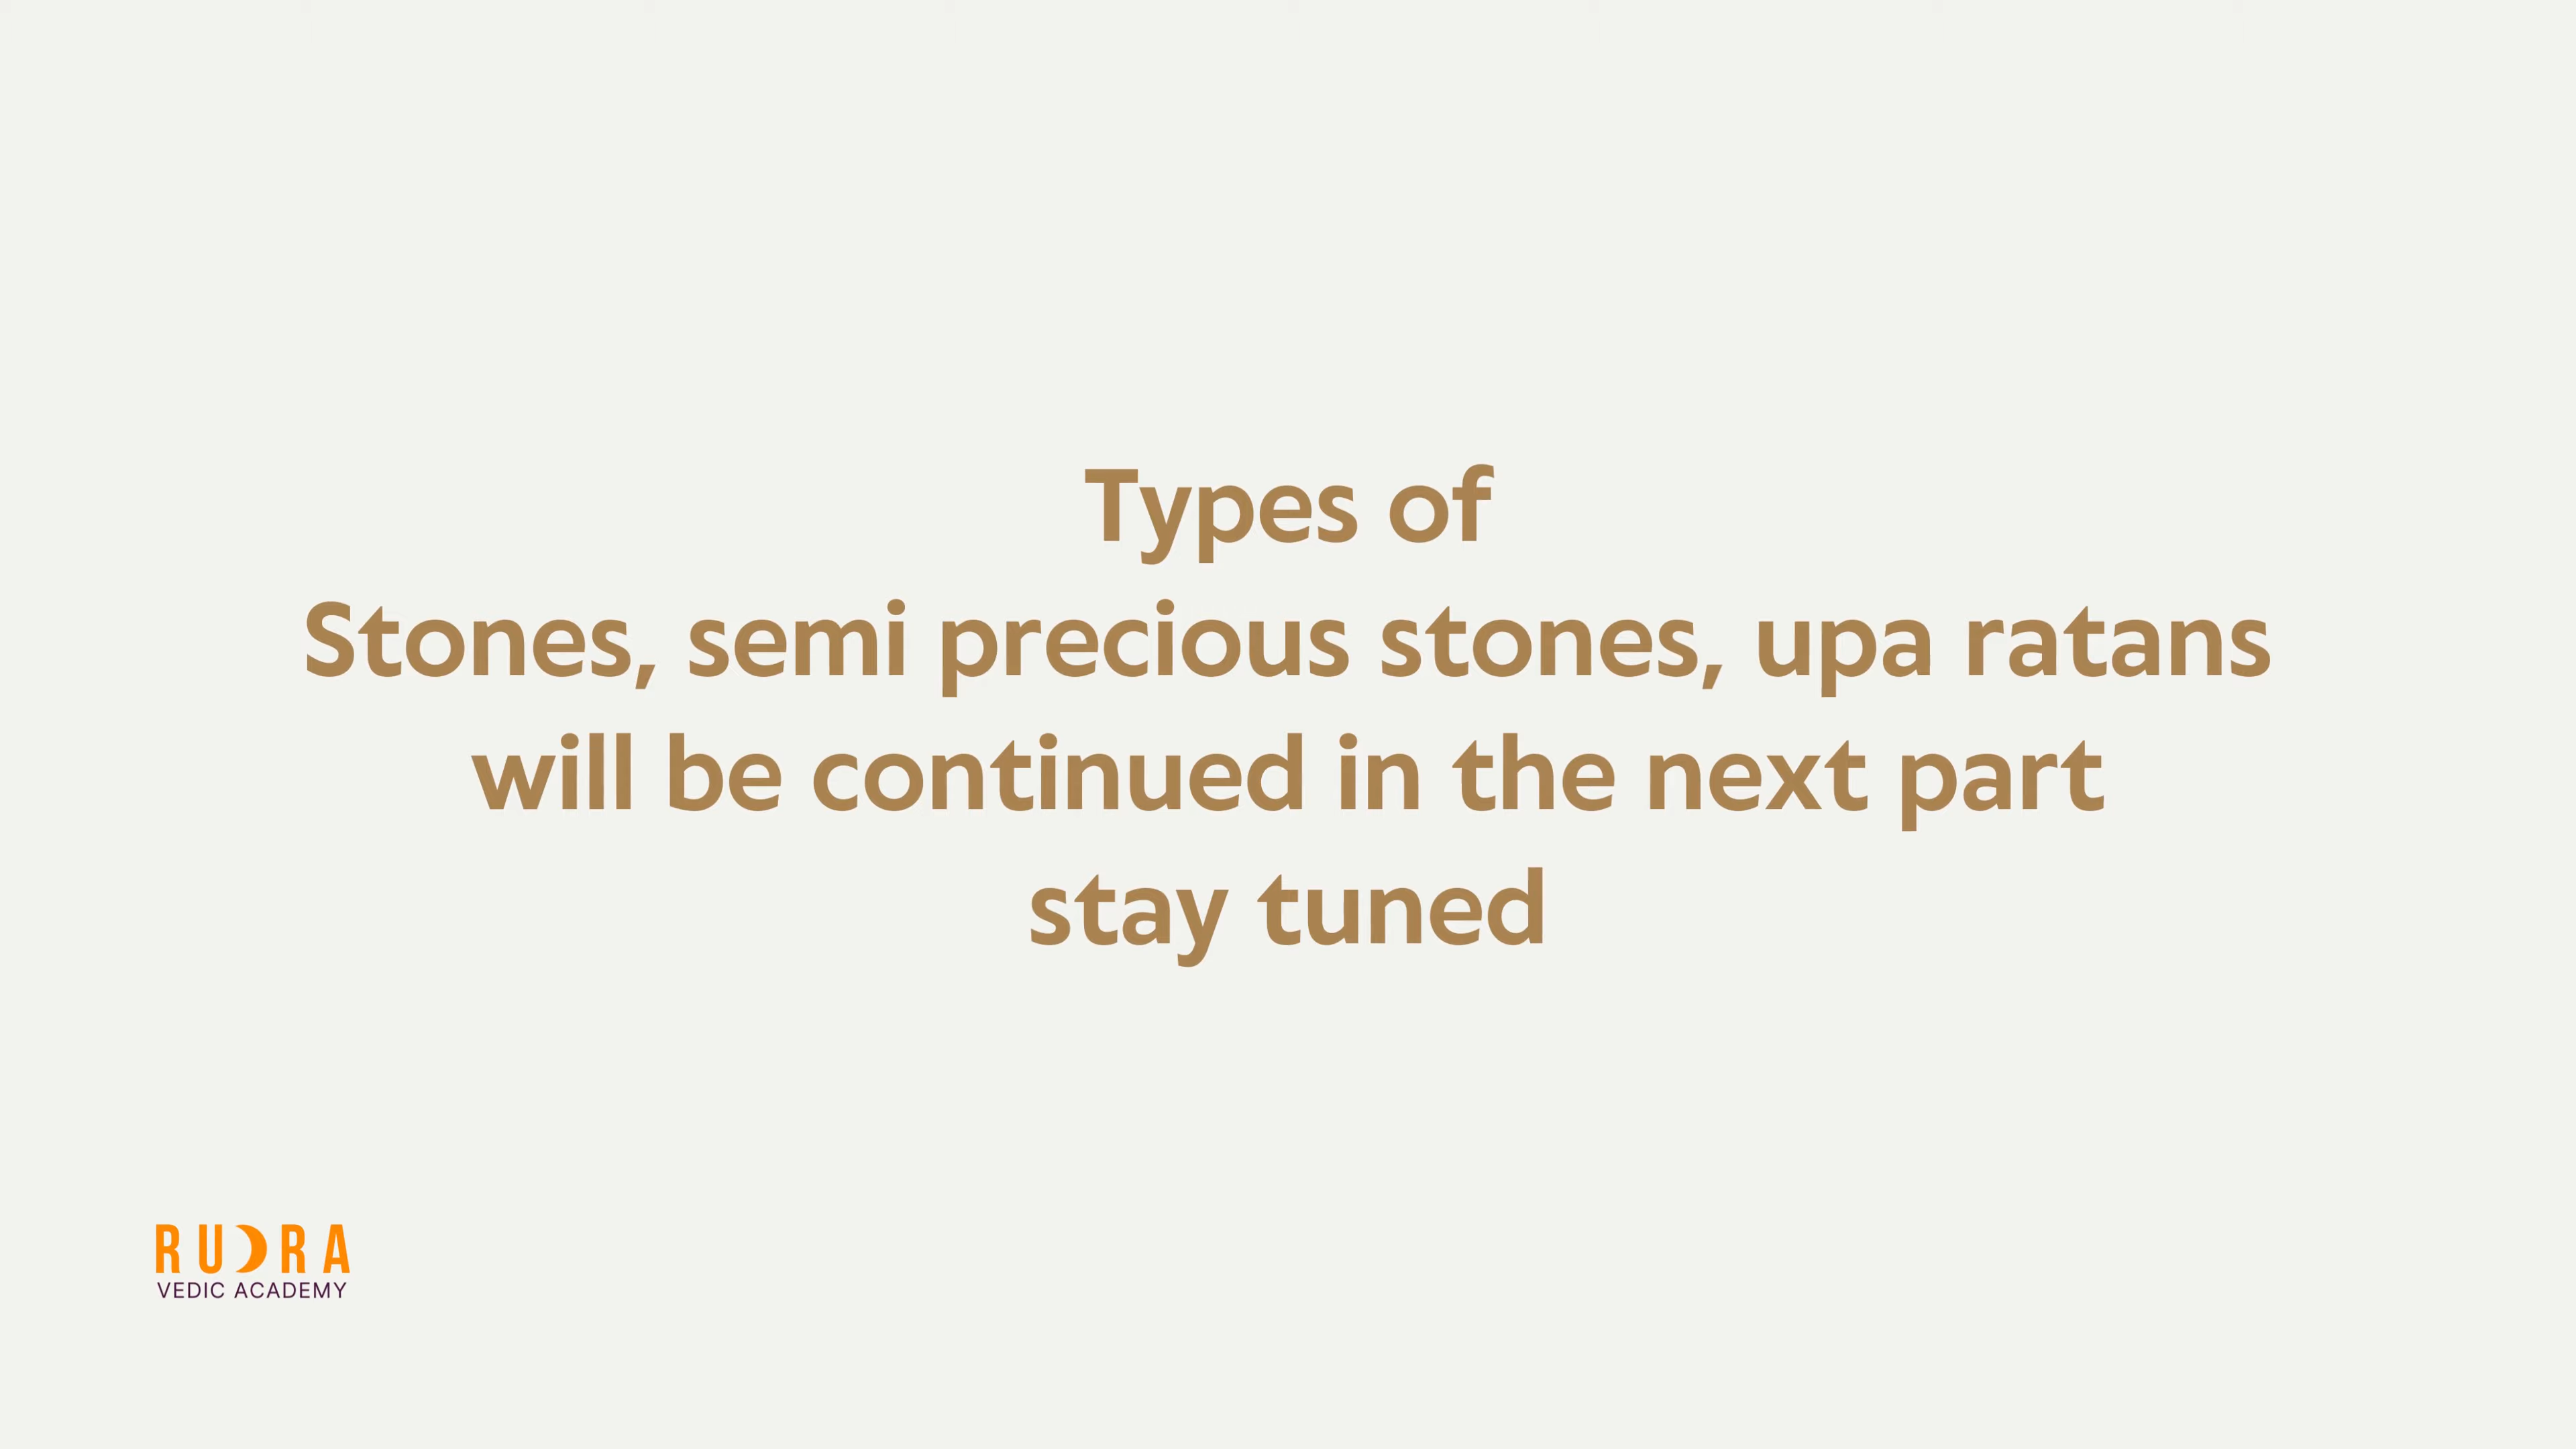 Types of
Stones, semi precious stones, upa ratans
will be continued in the next part
stay tuned
RUDRA
VEDIC ACADEMY